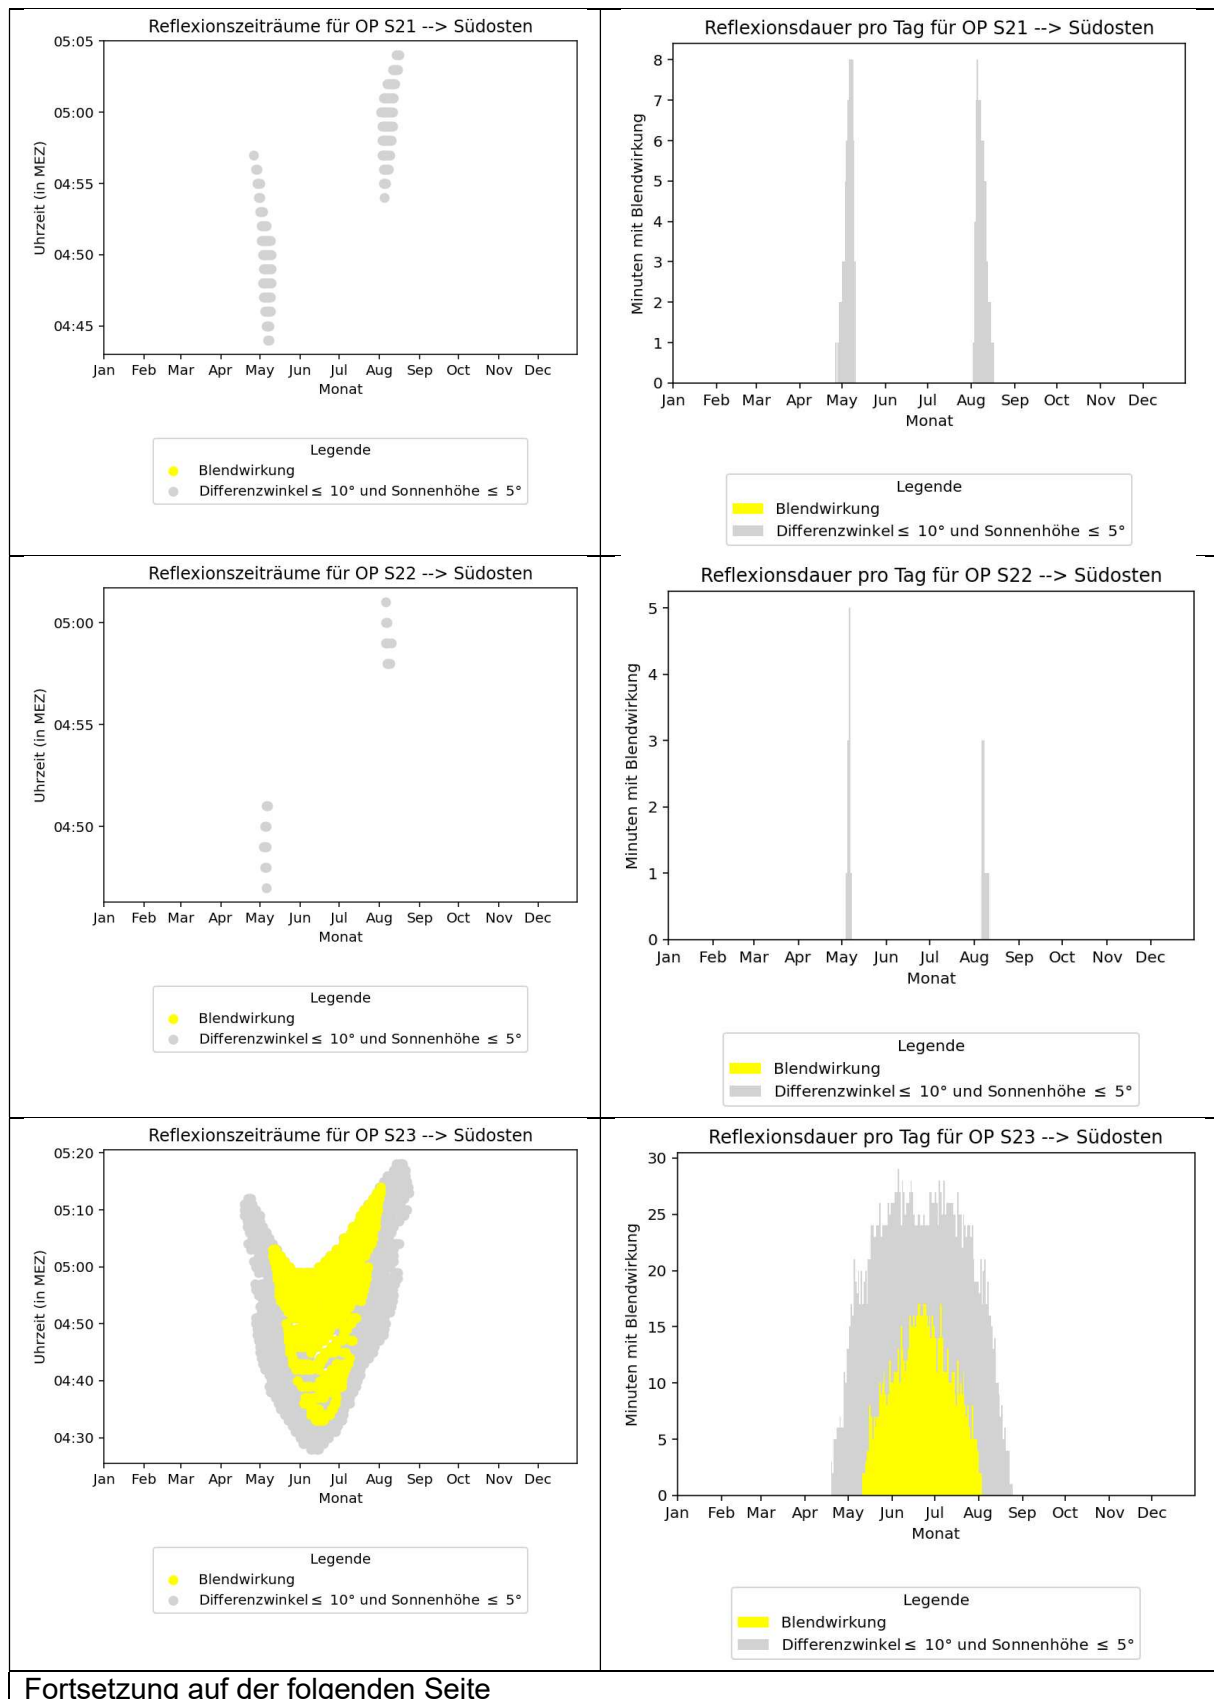 Reflexionszeiträume für OP S21 --> Südosten
05:05
05:00
04:55
04:50
04:45
Uhrzeit (in MEZ)
Jan Feb Mar Apr May Jun Jul Aug Sep Oct Nov Dec
Monat
Legende
Blendwirkung
Differenzwinkel ≤ 10° und Sonnenhöhe ≤ 5°
Reflexionsdauer pro Tag für OP S21 --> Südosten
8
7
6
5
4
3
2
1
0
Minuten mit Blendwirkung
Jan Feb Mar Apr May Jun Jul Aug Sep Oct Nov Dec
Monat
Legende
Blendwirkung
Differenzwinkel ≤ 10° und Sonnenhöhe ≤ 5°
Reflexionszeiträume für OP S22 --> Südosten
05:00
04:55
04:50
Uhrzeit (in MEZ)
Jan Feb Mar Apr May Jun Jul Aug Sep Oct Nov Dec
Monat
Legende
Blendwirkung
Differenzwinkel ≤ 10° und Sonnenhöhe ≤ 5°
Reflexionsdauer pro Tag für OP S22 --> Südosten
5
4
3
2
1
0
Minuten mit Blendwirkung
Jan Feb Mar Apr May Jun Jul Aug Sep Oct Nov Dec
Monat
Legende
Blendwirkung
Differenzwinkel ≤ 10° und Sonnenhöhe ≤ 5°
Reflexionszeiträume für OP S23 --> Südosten
05:20
05:10
05:00
04:50
04:40
04:30
Uhrzeit (in MEZ)
Jan Feb Mar Apr May Jun Jul Aug Sep Oct Nov Dec
Monat
Legende
Blendwirkung
Differenzwinkel ≤ 10° und Sonnenhöhe ≤ 5°
Reflexionsdauer pro Tag für OP S23 --> Südosten
30
25
20
15
10
5
0
Minuten mit Blendwirkung
Jan Feb Mar Apr May Jun Jul Aug Sep Oct Nov Dec
Monat
Legende
Blendwirkung
Differenzwinkel ≤ 10° und Sonnenhöhe ≤ 5°
Fortsetzung auf der folgenden Seite